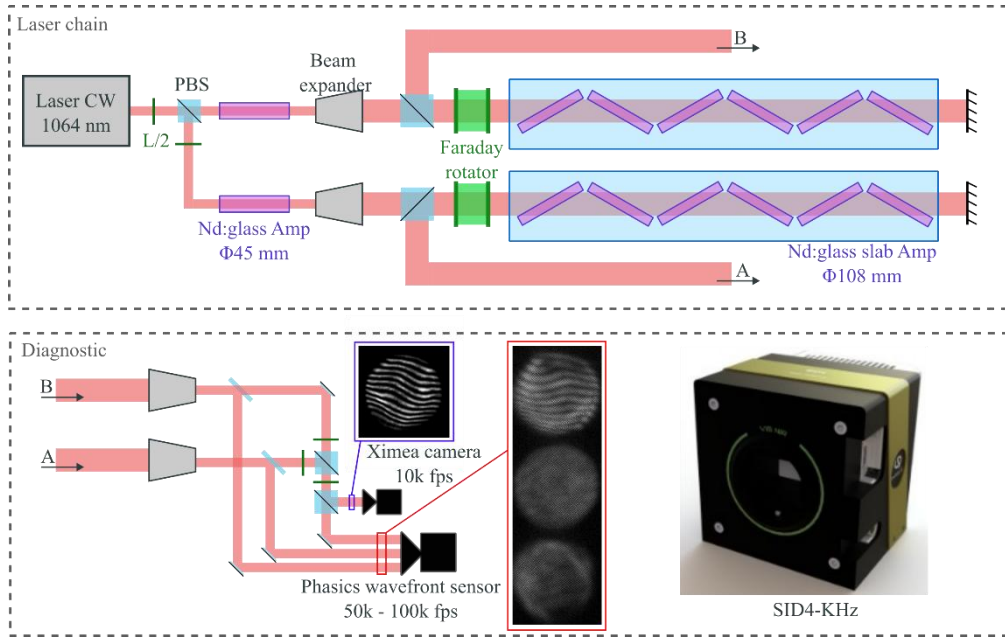 Laser chain
B
PBS
Beam
expander
Laser CW
1064 nm
L/2
Faraday
rotator
Nd:glass Amp
Φ45 mm
Nd:glass slab Amp
Φ108 mm
A
Diagnostic
B
A
Ximea camera
10k fps
Phasics wavefront sensor
50k - 100k fps
SID4-KHz